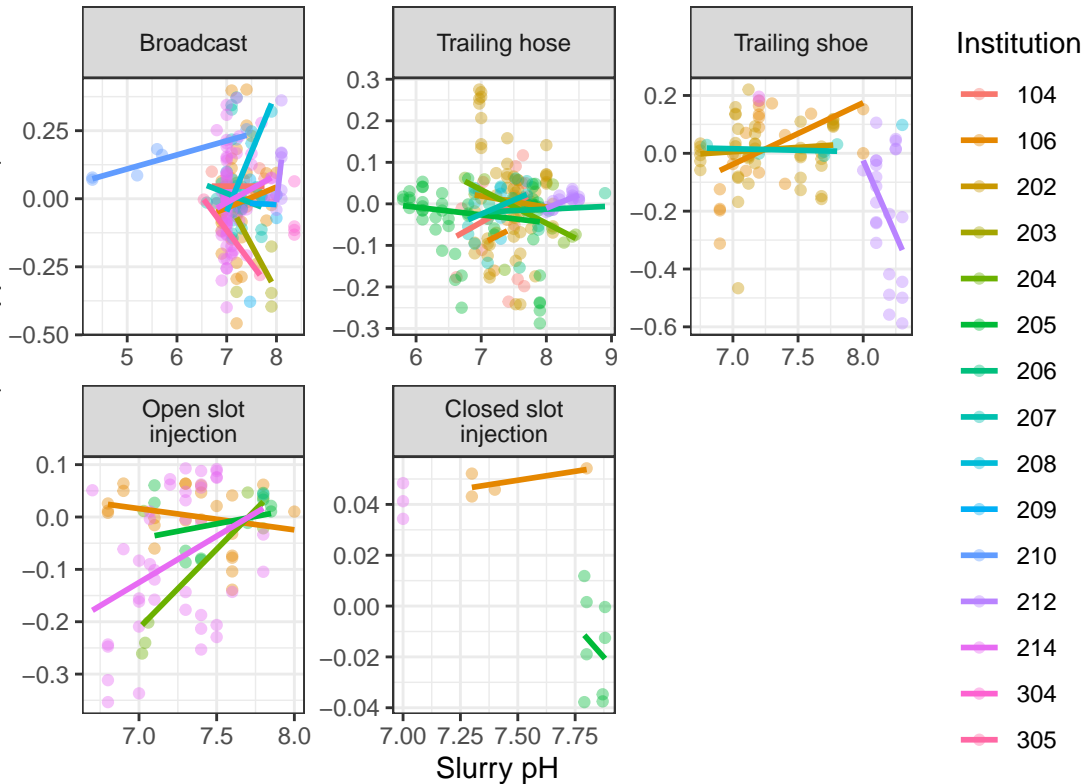 Broadcast
Trailing hose
Trailing shoe
Institution
0.25
0.00
−0.25
−0.50
5 6 7 8
0.3
0.2
0.1
0.0
−0.1
−0.2
−0.3
6 7 8 9
0.2
0.0
−0.2
−0.4
−0.6
7.0 7.5 8.0
Open slot
injection
Closed slot
injection
0.1
0.0
−0.1
−0.2
−0.3
7.0 7.5 8.0
0.04
0.02
0.00
−0.02
−0.04
7.00 7.25 7.50 7.75
Slurry pH
104
106
202
203
204
205
206
207
208
209
210
212
214
304
305